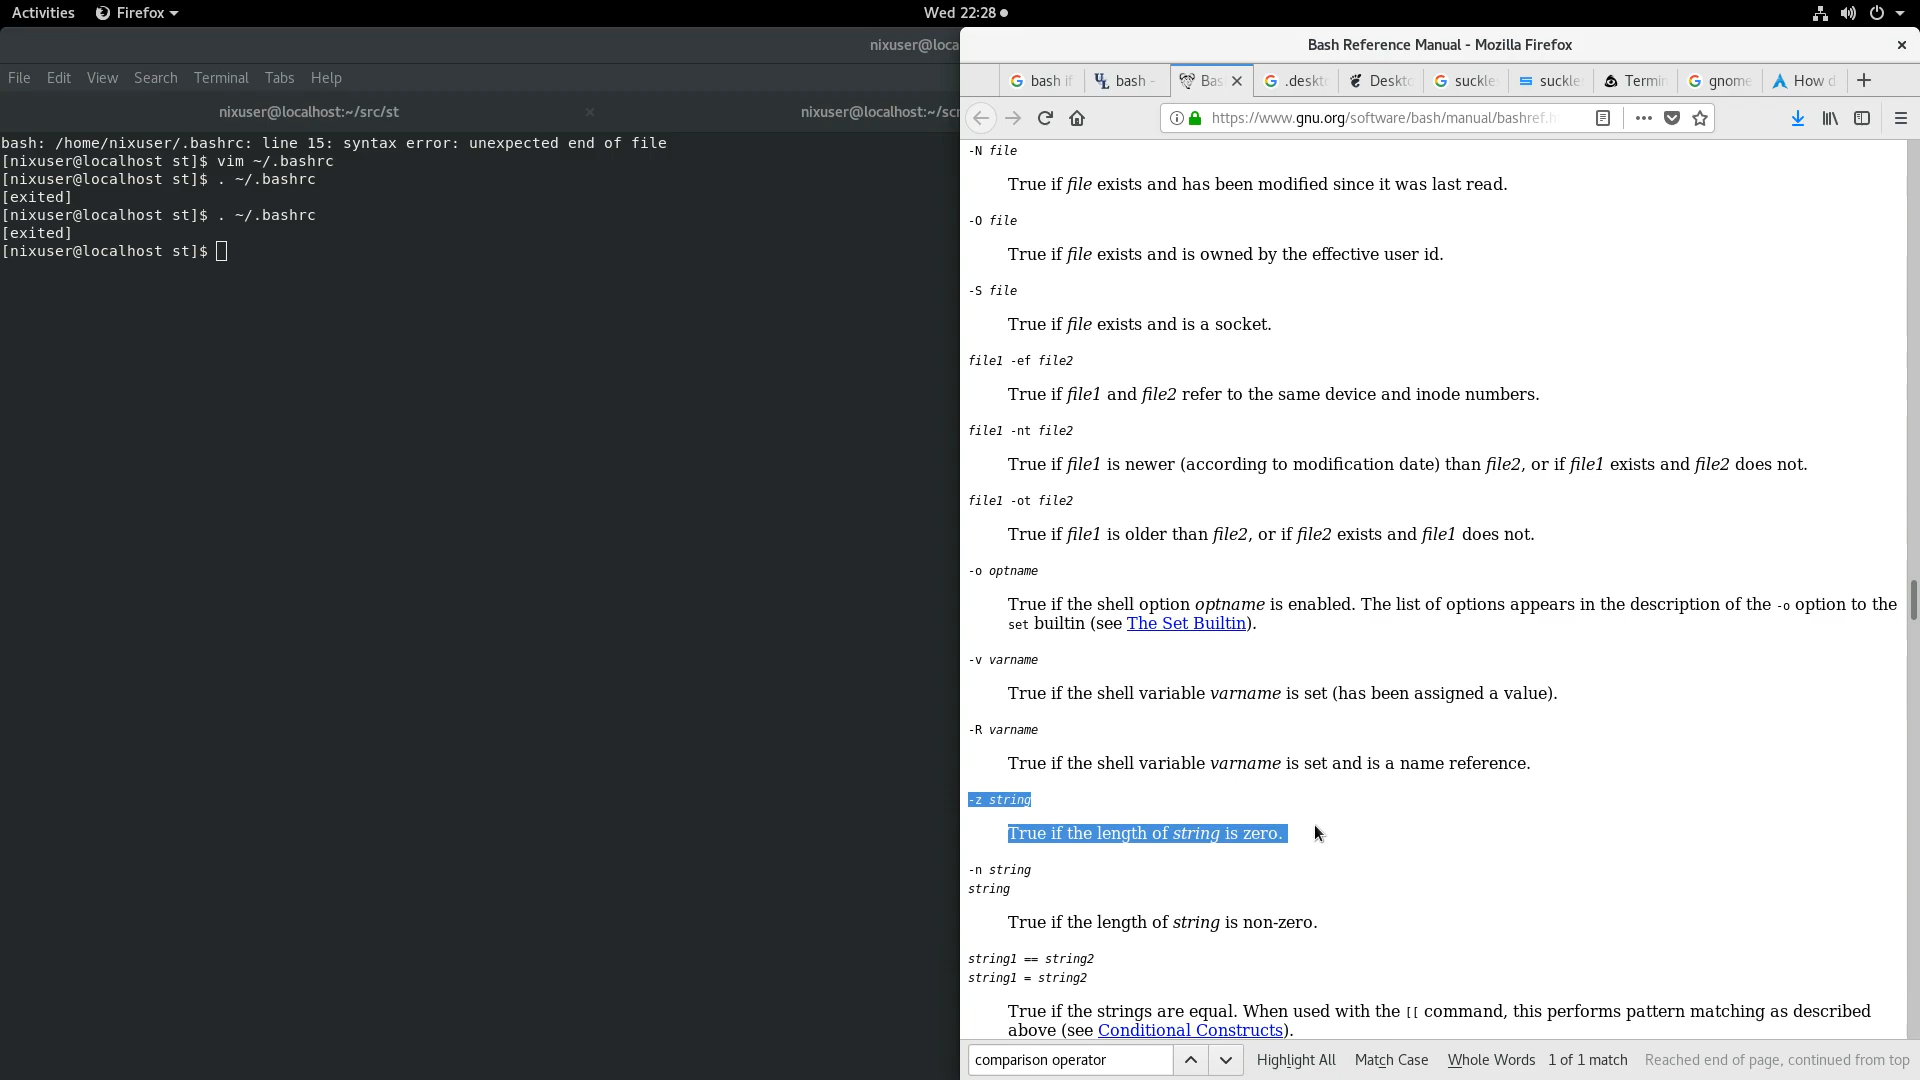 Activities
Firefox
Wed 22:28
nixuser@loca
File Edit View Search Terminal Tabs Help
nixuser@localhost:~/src/st
nixuser@localhost:~/scr
bash: /home/nixuser/.bashrc: line 15: syntax error: unexpected end of file
[nixuser@localhost st]$ vim ~/.bashrc
[nixuser@localhost st]$ . ~/.bashrc
[exited]
[nixuser@localhost st]$ . ~/.bashrc
[exited]
[nixuser@localhost st]$
Bash Reference Manual - Mozilla Firefox
bash if
bash -
Bas
.deskt
Deskto
suckle
suckle
Termin
gnome
How d
https://www.gnu.org/software/bash/manual/bashref.h
-N file
True if file exists and has been modified since it was last read.
-O file
True if file exists and is owned by the effective user id.
-S file
True if file exists and is a socket.
file1 -ef file2
True if file1 and file2 refer to the same device and inode numbers.
file1 -nt file2
True if file1 is newer (according to modification date) than file2, or if file1 exists and file2 does not.
file1 -ot file2
True if file1 is older than file2, or if file2 exists and file1 does not.
-o optname
True if the shell option optname is enabled. The list of options appears in the description of the -o option to the
set builtin (see The Set Builtin).
-v varname
True if the shell variable varname is set (has been assigned a value).
-R varname
True if the shell variable varname is set and is a name reference.
-z string
True if the length of string is zero.
-n string
string
True if the length of string is non-zero.
string1 == string2
string1 = string2
True if the strings are equal. When used with the [[ command, this performs pattern matching as described
above (see Conditional Constructs).
comparison operator
Highlight All
Match Case
Whole Words
1 of 1 match
Reached end of page, continued from top